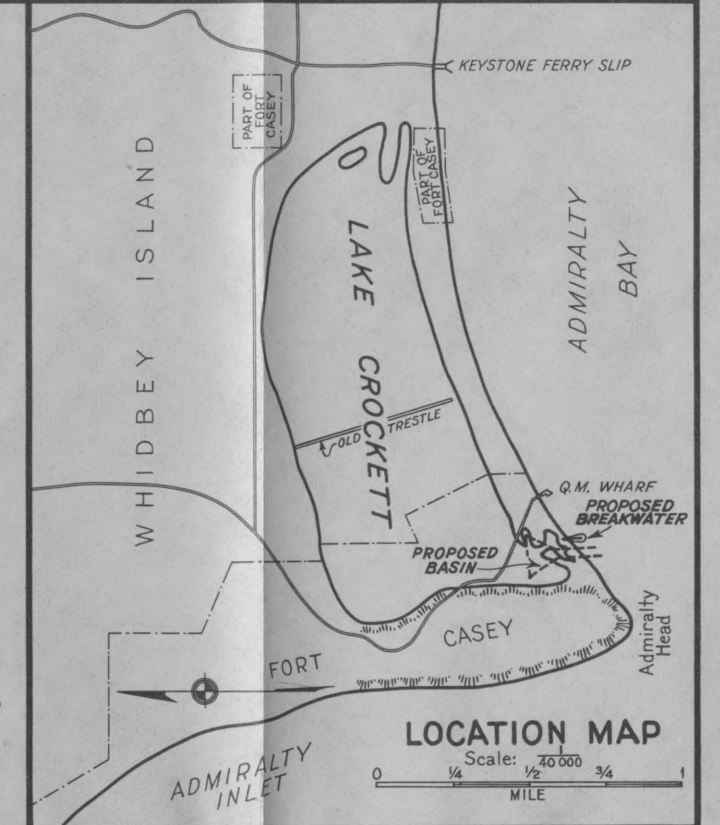 KEYSTONE FERRY SLIP
PART OF
FORT
CASEY
PART OF
FORT CASEY
WHIDBEY ISLAND
LAKE CROCKETT
ADMIRALTY
BAY
OLD TRESTLE
Q.M. WHARF
PROPOSED
BREAKWATER
PROPOSED
BASIN
CASEY
FORT
Admiralty
Head
ADMIRALTY
INLET
LOCATION MAP
Scale: 1/40 000
0 1/4 1/2 3/4 1
MILE